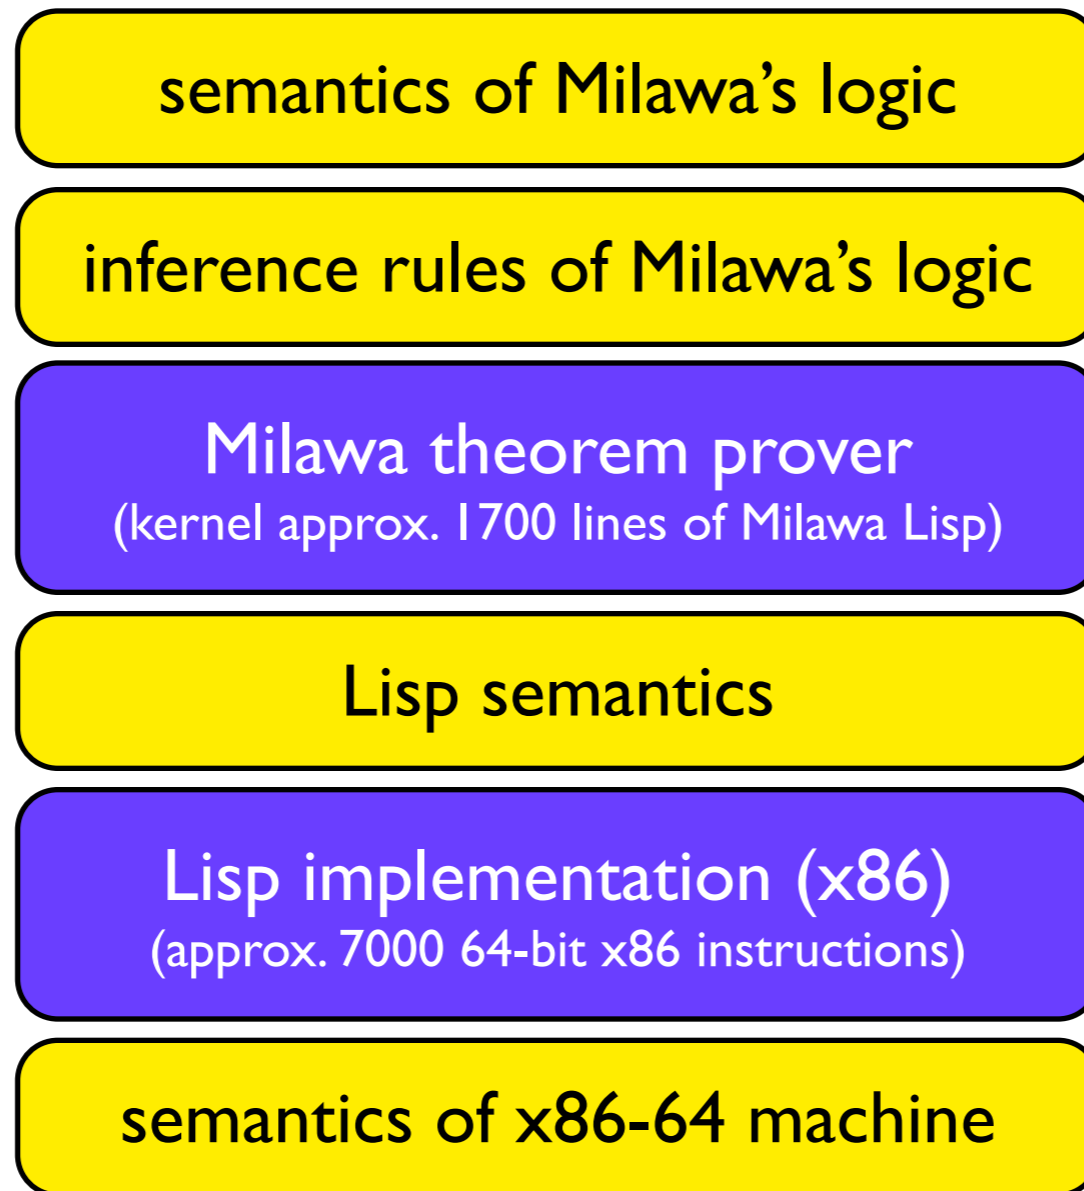 semantics of Milawa’s logic
inference rules of Milawa’s logic
Milawa theorem prover
(kernel approx. 1700 lines of Milawa Lisp)
Lisp semantics
Lisp implementation (x86)
(approx. 7000 64-bit x86 instructions)
semantics of x86-64 machine